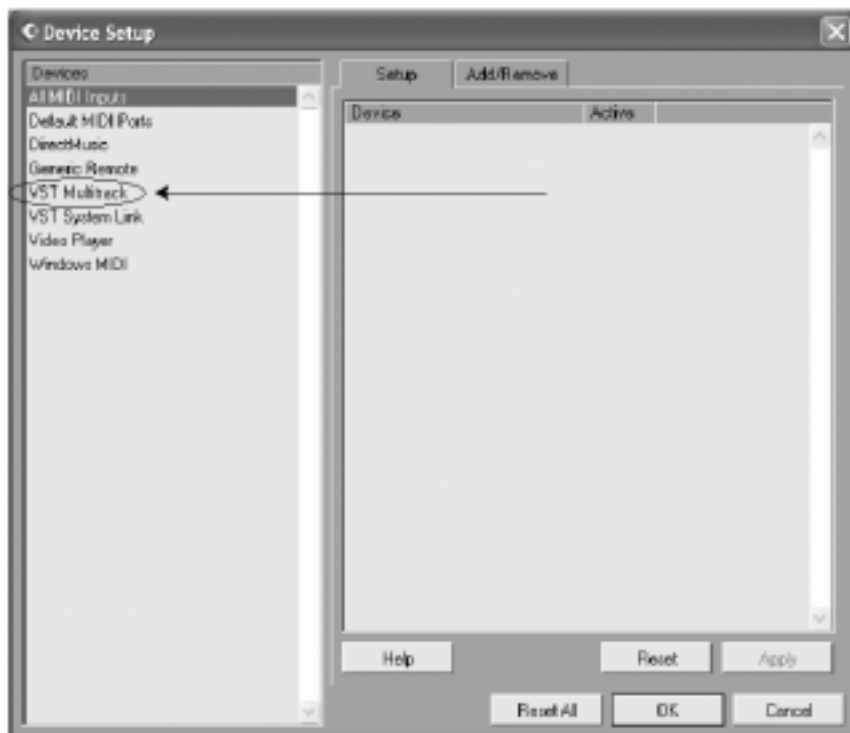 Device Setup
Devices
Setup
Add/Remove
All MIDI Inputs
Default MIDI Ports
DirectMusic
Generic Remote
VST Multitrack
VST System Link
Video Player
Windows MIDI
Device
Active
Help
Reset
Apply
Reset All
OK
Cancel